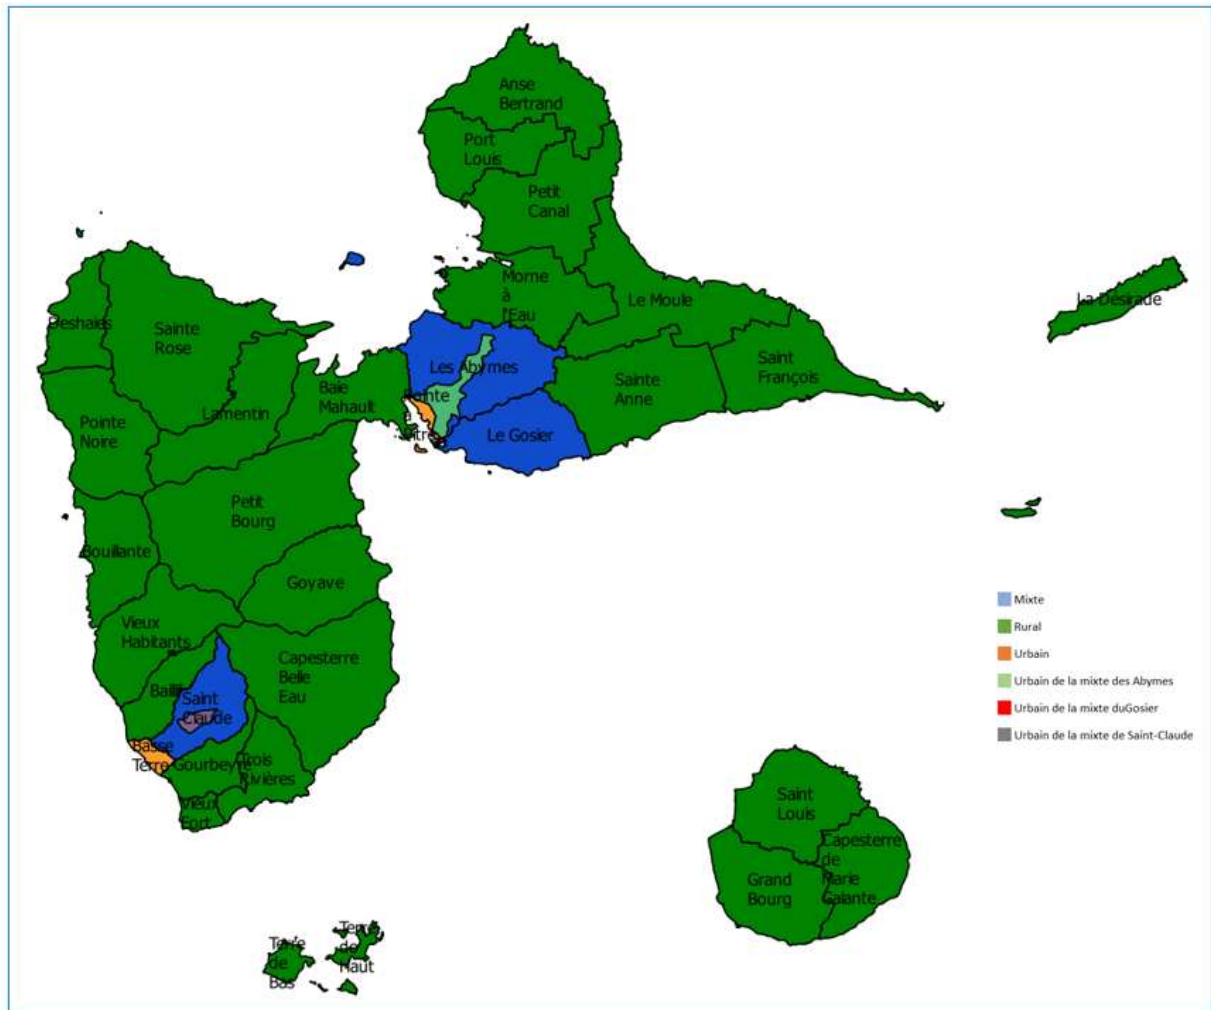 Anse
Bertrand
Port
Louis
Petit
Canal
Morne
à
l'Eau
Le Moule
La Désirade
Deshaies
Sainte
Rose
Les Abymes
Saint
François
Sainte
Anne
Baie
Mahault
Lamentin
Pointe
à
Pitre
Pointe
Noire
Le Gosier
Petit
Bourg
Bouillante
Goyave
Vieux
Habitants
Capesterre
Belle
Eau
Baillif
Saint
Claude
Basse
Terre
Gourbeyre
Trois
Rivières
Vieux
Fort
Mixte
Rural
Urbain
Urbain de la mixte des Abymes
Urbain de la mixte duGosier
Urbain de la mixte de Saint-Claude
Saint
Louis
Capesterre
de
Marie
Galante
Grand
Bourg
Terre
de
Haut
Terre
de
Bas